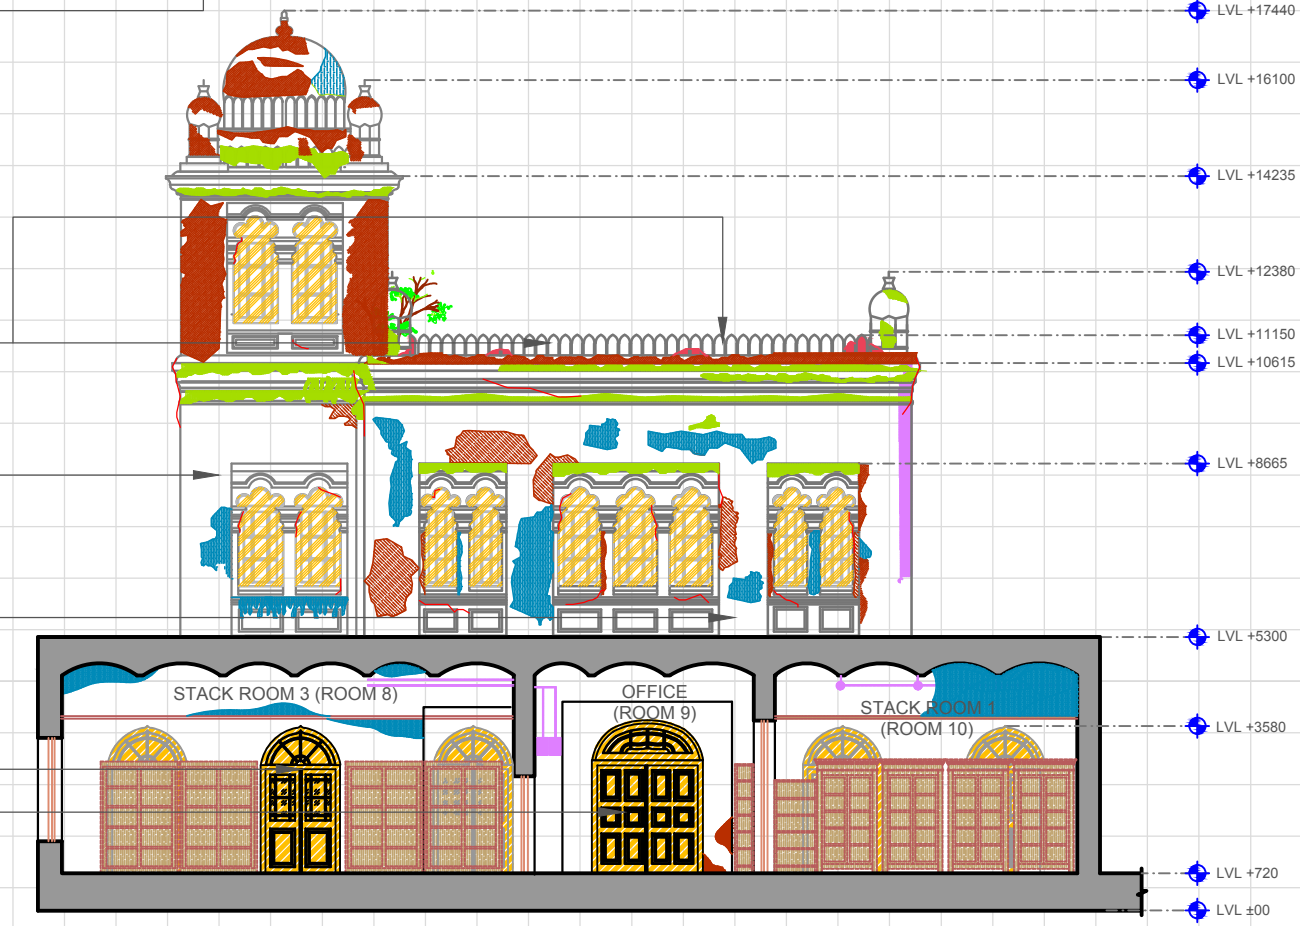 LVL +17440
LVL +16100
LVL +14235
LVL +12380
LVL +11150
LVL +10615
LVL +8665
LVL +5300
STACK ROOM 3 (ROOM 8)
OFFICE
(ROOM 9)
STACK ROOM 1
(ROOM 10)
LVL +3580
LVL +720
LVL ±00